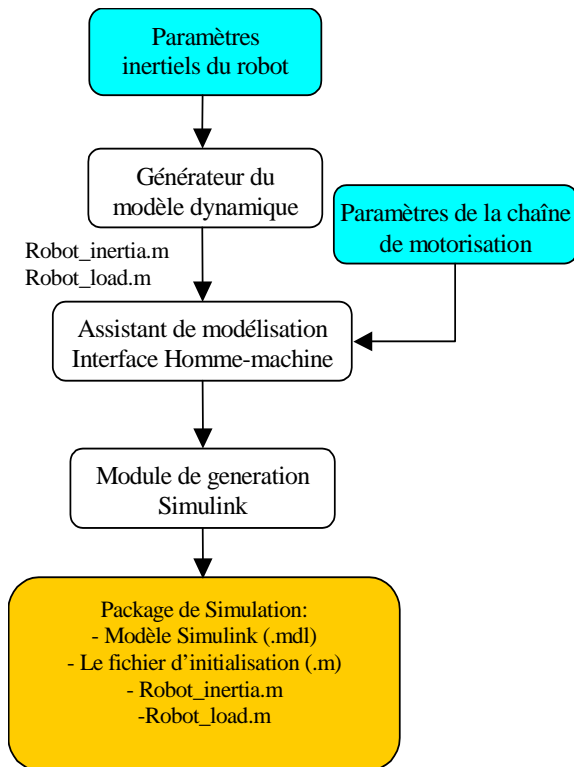 Paramètres
inertiels du robot
Générateur du
modèle dynamique
Paramètres de la chaîne
de motorisation
Robot_inertia.m
Robot_load.m
Assistant de modélisation
Interface Homme-machine
Module de generation
Simulink
Package de Simulation:
- Modèle Simulink (.mdl)
- Le fichier d'initialisation (.m)
- Robot_inertia.m
-Robot_load.m